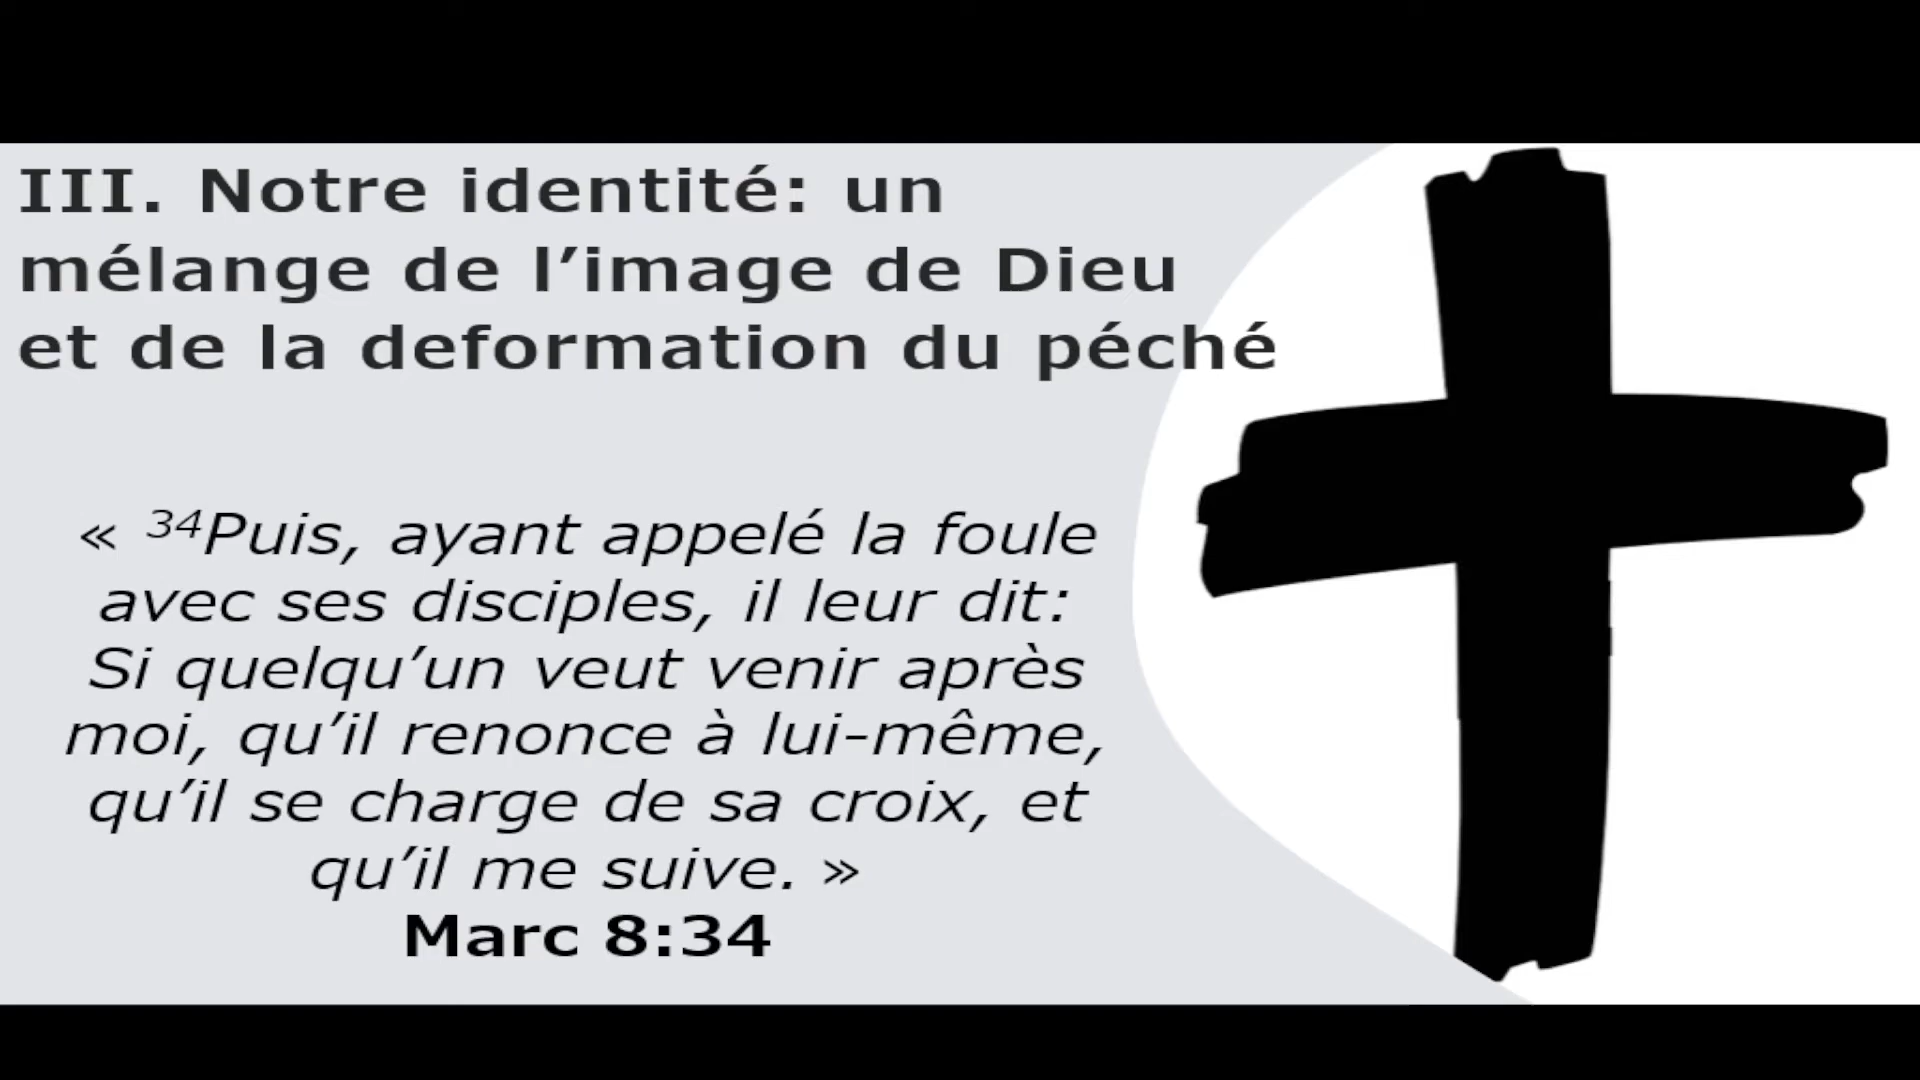 III. Notre identité: un
mélange de l’image de Dieu
et de la deformation du péché
« ³⁴Puis, ayant appelé la foule
avec ses disciples, il leur dit:
Si quelqu’un veut venir après
moi, qu’il renonce à lui-même,
qu’il se charge de sa croix, et
qu’il me suive. »
Marc 8:34